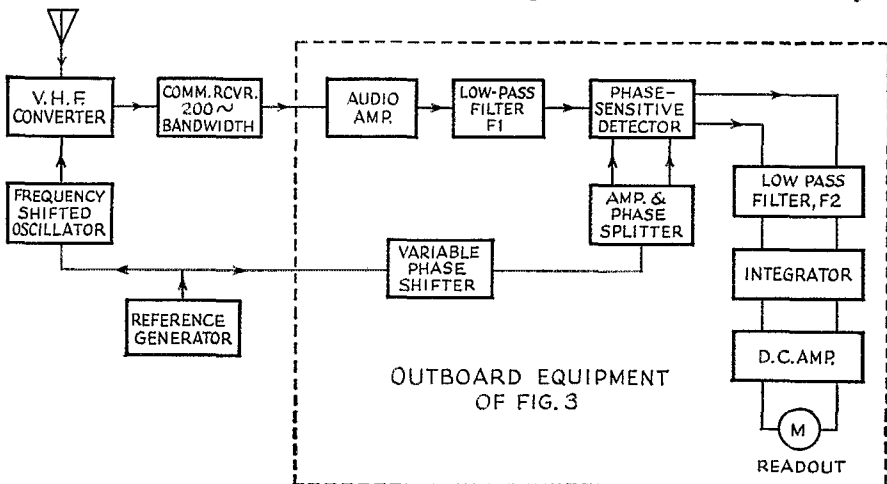 V.H.F.
CONVERTER
COMM. RCVR.
200~
BANDWIDTH
AUDIO
AMP.
LOW-PASS
FILTER
F1
PHASE-
SENSITIVE
DETECTOR
FREQUENCY
SHIFTED
OSCILLATOR
AMP. &
PHASE
SPLITTER
LOW PASS
FILTER, F2
VARIABLE
PHASE
SHIFTER
INTEGRATOR
REFERENCE
GENERATOR
D.C. AMP.
OUTBOARD EQUIPMENT
OF FIG. 3
M
READOUT